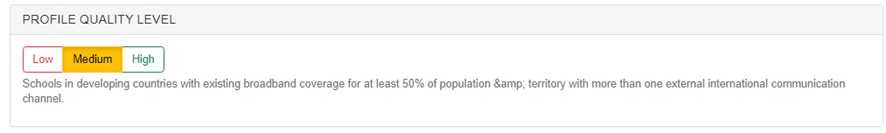 PROFILE QUALITY LEVEL
Low Medium High
Schools in developing countries with existing broadband coverage for at least 50% of population &amp; territory with more than one external international communication
channel.